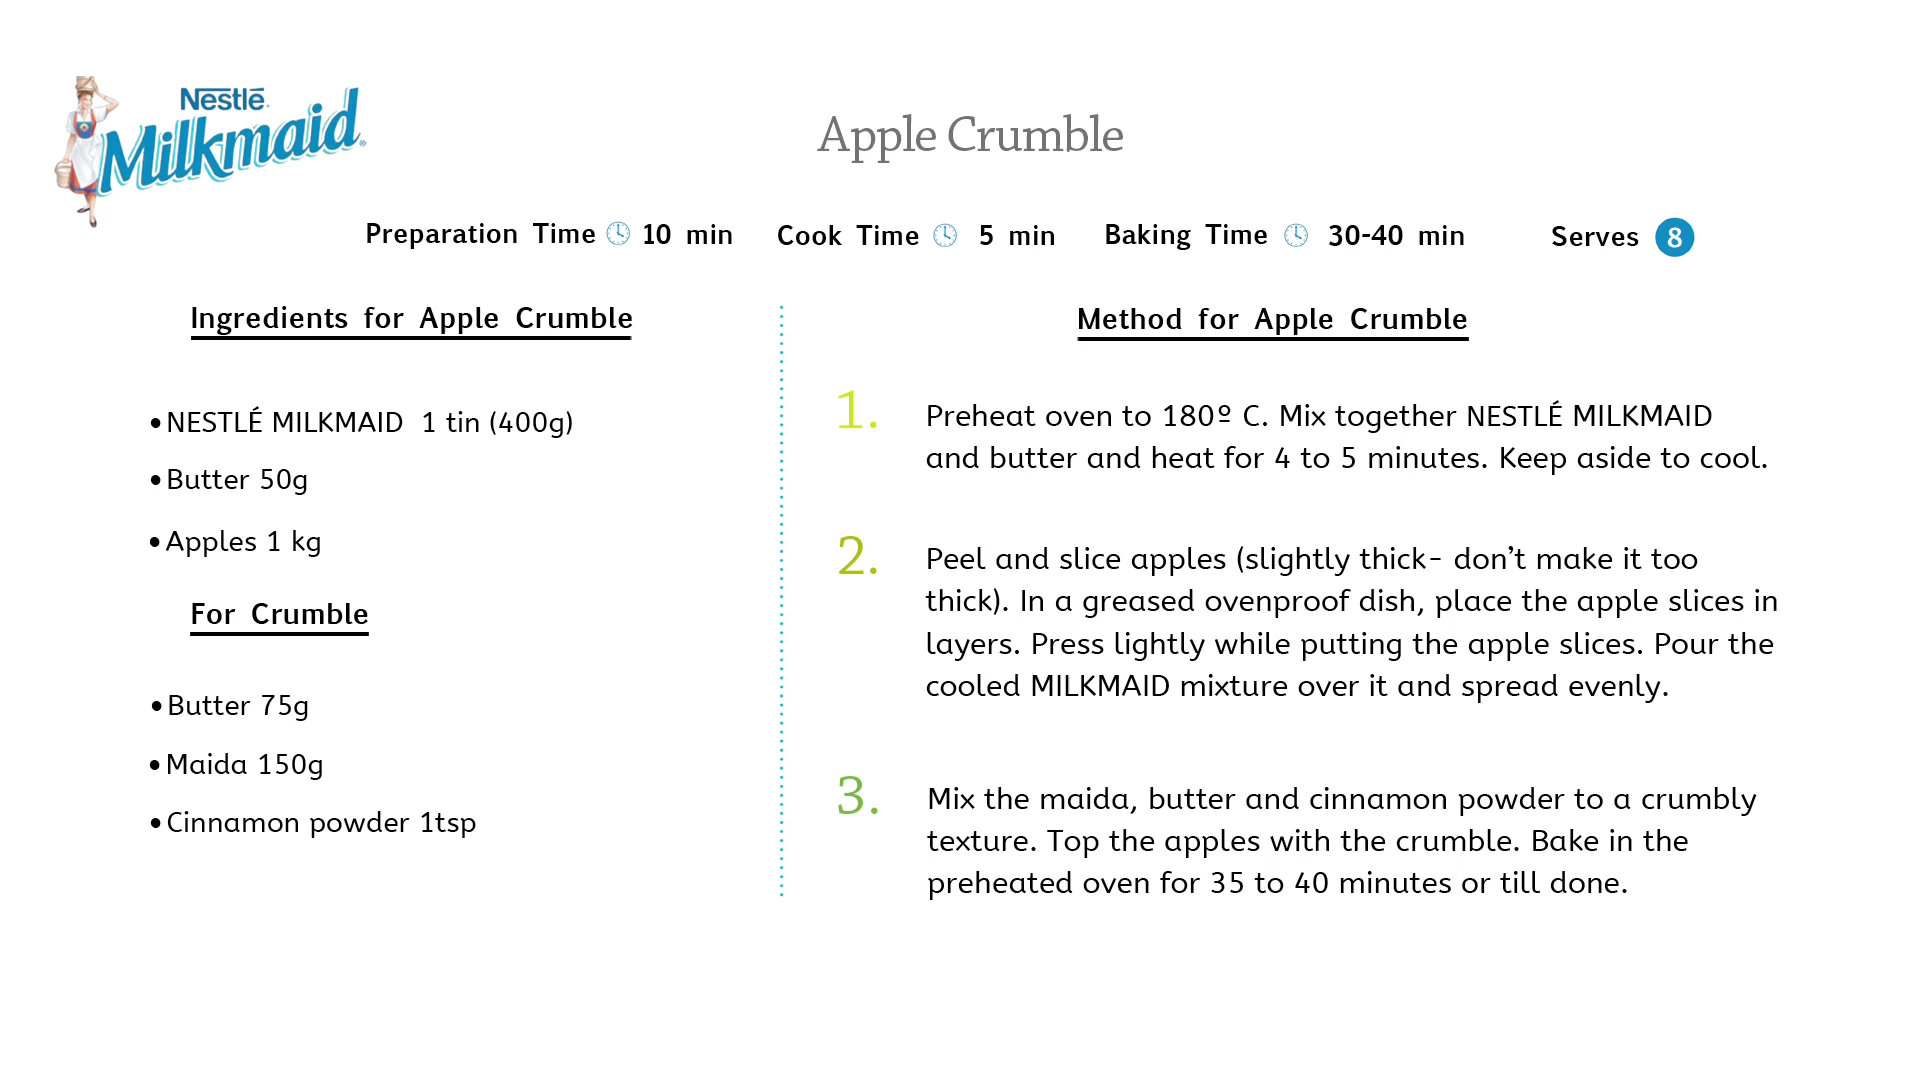 Nestlé
Milkmaid
Apple Crumble
Preparation Time 10 min Cook Time 5 min Baking Time 30-40 min Serves 8
Ingredients for Apple Crumble
•NESTLÉ MILKMAID 1 tin (400g)
•Butter 50g
•Apples 1 kg
For Crumble
•Butter 75g
•Maida 150g
•Cinnamon powder 1tsp
Method for Apple Crumble
1. Preheat oven to 180º C. Mix together NESTLÉ MILKMAID
and butter and heat for 4 to 5 minutes. Keep aside to cool.
2. Peel and slice apples (slightly thick- don’t make it too
thick). In a greased ovenproof dish, place the apple slices in
layers. Press lightly while putting the apple slices. Pour the
cooled MILKMAID mixture over it and spread evenly.
3. Mix the maida, butter and cinnamon powder to a crumbly
texture. Top the apples with the crumble. Bake in the
preheated oven for 35 to 40 minutes or till done.